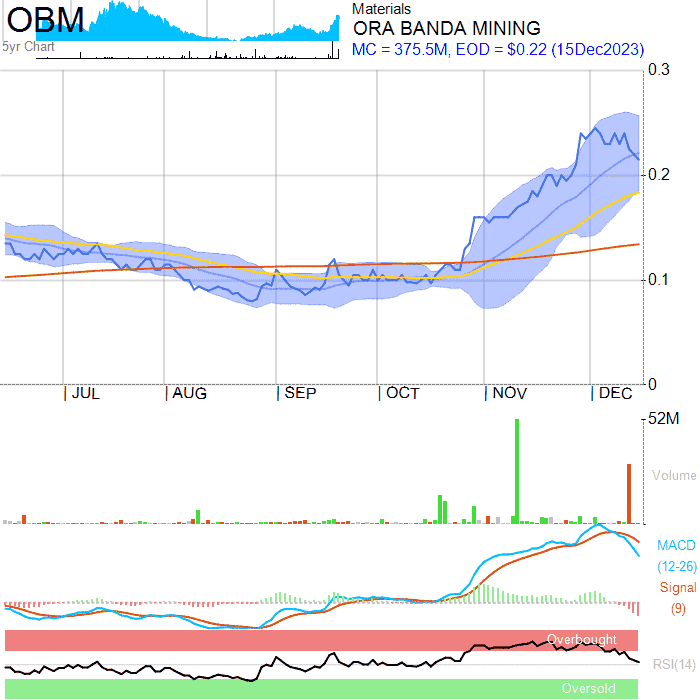 OBM
5yr Chart
Materials
ORA BANDA MINING
MC = 375.5M, EOD = $0.22 (15Dec2023)
0.3
0.2
0.1
0
JUL AUG SEP OCT NOV DEC
52M
Volume
MACD
(12-26)
Signal
(9)
Overbought
RSI(14)
Oversold